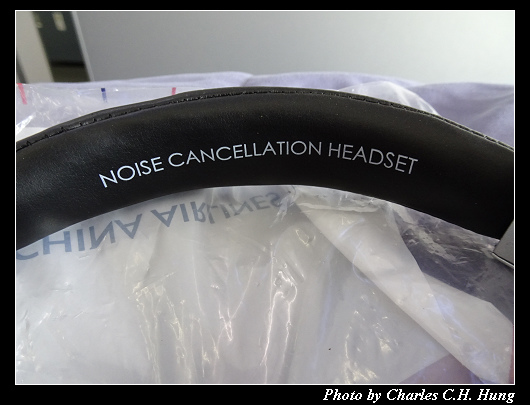 NOISE CANCELLATION HEADSET
CHINA AIRLINES
Photo by Charles C.H. Hung